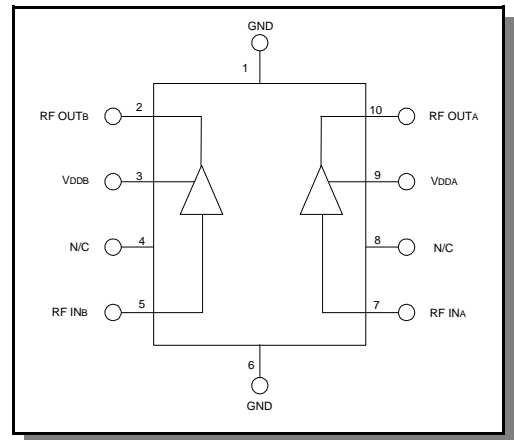 GND
1
RF OUTB 2 10 RF OUTA
VDDB 3 9 VDDA
N/C 4 8 N/C
RF INB 5 7 RF INA
6
GND